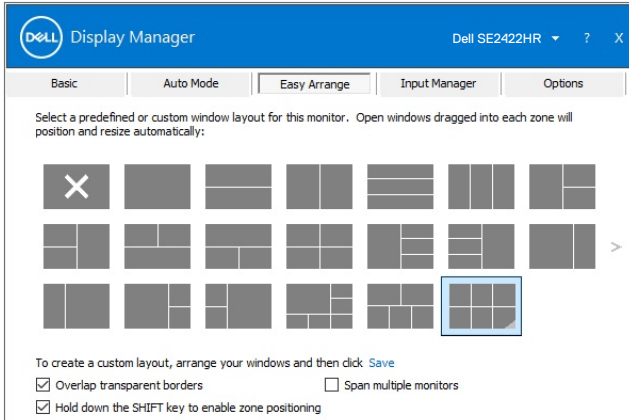 DELL Display Manager Dell SE2422HR ? X
Basic Auto Mode Easy Arrange Input Manager Options
Select a predefined or custom window layout for this monitor. Open windows dragged into each zone will
position and resize automatically:
>
To create a custom layout, arrange your windows and then click Save
Overlap transparent borders Span multiple monitors
Hold down the SHIFT key to enable zone positioning